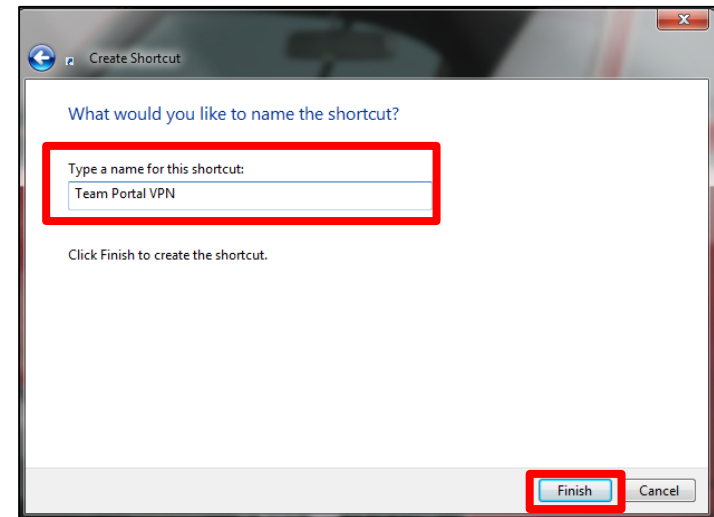 Create Shortcut
What would you like to name the shortcut?
Type a name for this shortcut:
Team Portal VPN
Click Finish to create the shortcut.
Finish Cancel